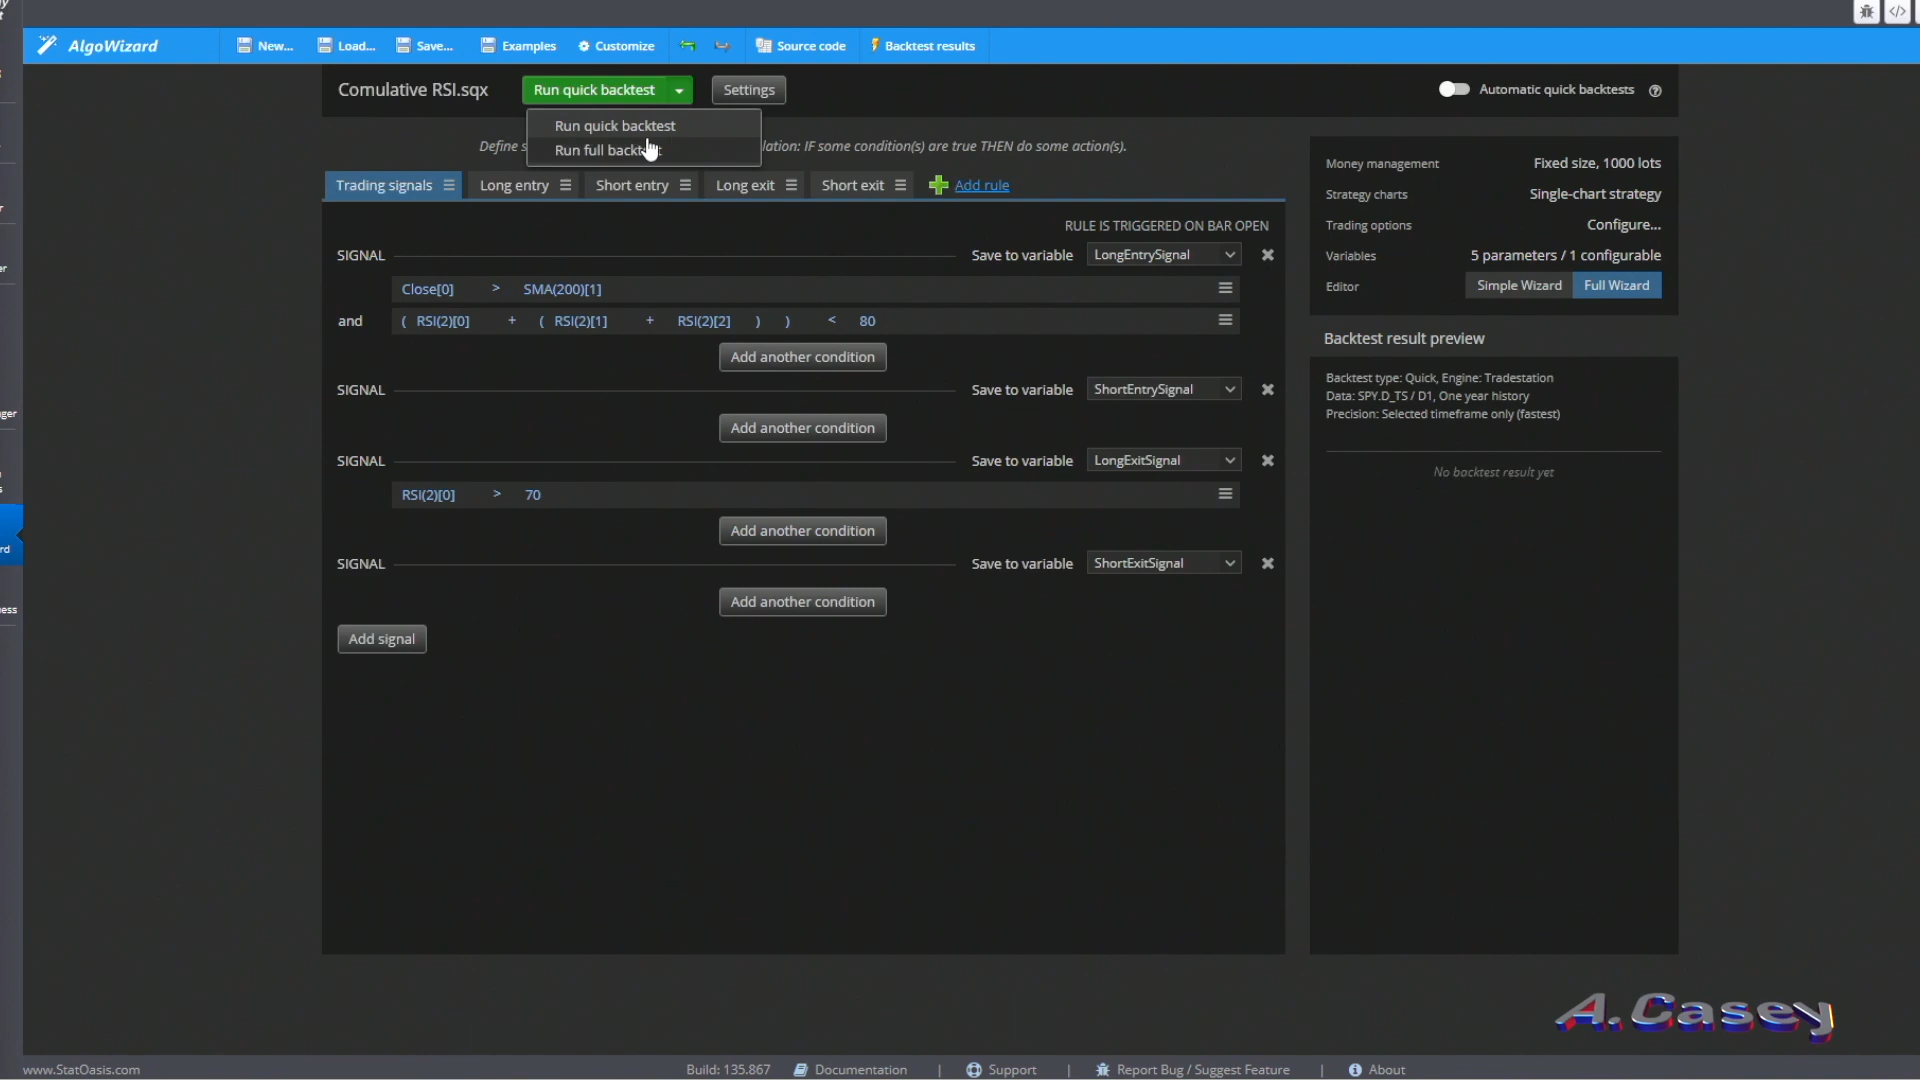 AlgoWizard New... Load... Save... Examples Customize Source code Backtest results
Comulative RSI.sqx Run quick backtest Settings Automatic quick backtests
Run quick backtest
Run full
Define lation: IF some condition(s) are true THEN do some action(s).
Trading signals Long entry Short entry Long exit Short exit Add rule
RULE IS TRIGGERED ON BAR OPEN
SIGNAL Save to variable LongEntrySignal
Close[0] > SMA(200)[1]
and ( RSI(2)[0] + ( RSI(2)[1] + RSI(2)[2] ) ) < 80
Add another condition
SIGNAL Save to variable ShortEntrySignal
Add another condition
SIGNAL Save to variable LongExitSignal
RSI(2)[0] > 70
Add another condition
SIGNAL Save to variable ShortExitSignal
Add another condition
Add signal
Money management Fixed size, 1000 lots
Strategy charts Single-chart strategy
Trading options Configure...
Variables 5 parameters / 1 configurable
Editor Simple Wizard Full Wizard
Backtest result preview
Backtest type: Quick, Engine: Tradestation
Data: SPY.D_TS / D1, One year history
Precision: Selected timeframe only (fastest)
No backtest result yet
A.Casey
www.StatOasis.com Build: 135.867 Documentation | Support | Report Bug / Suggest Feature | About